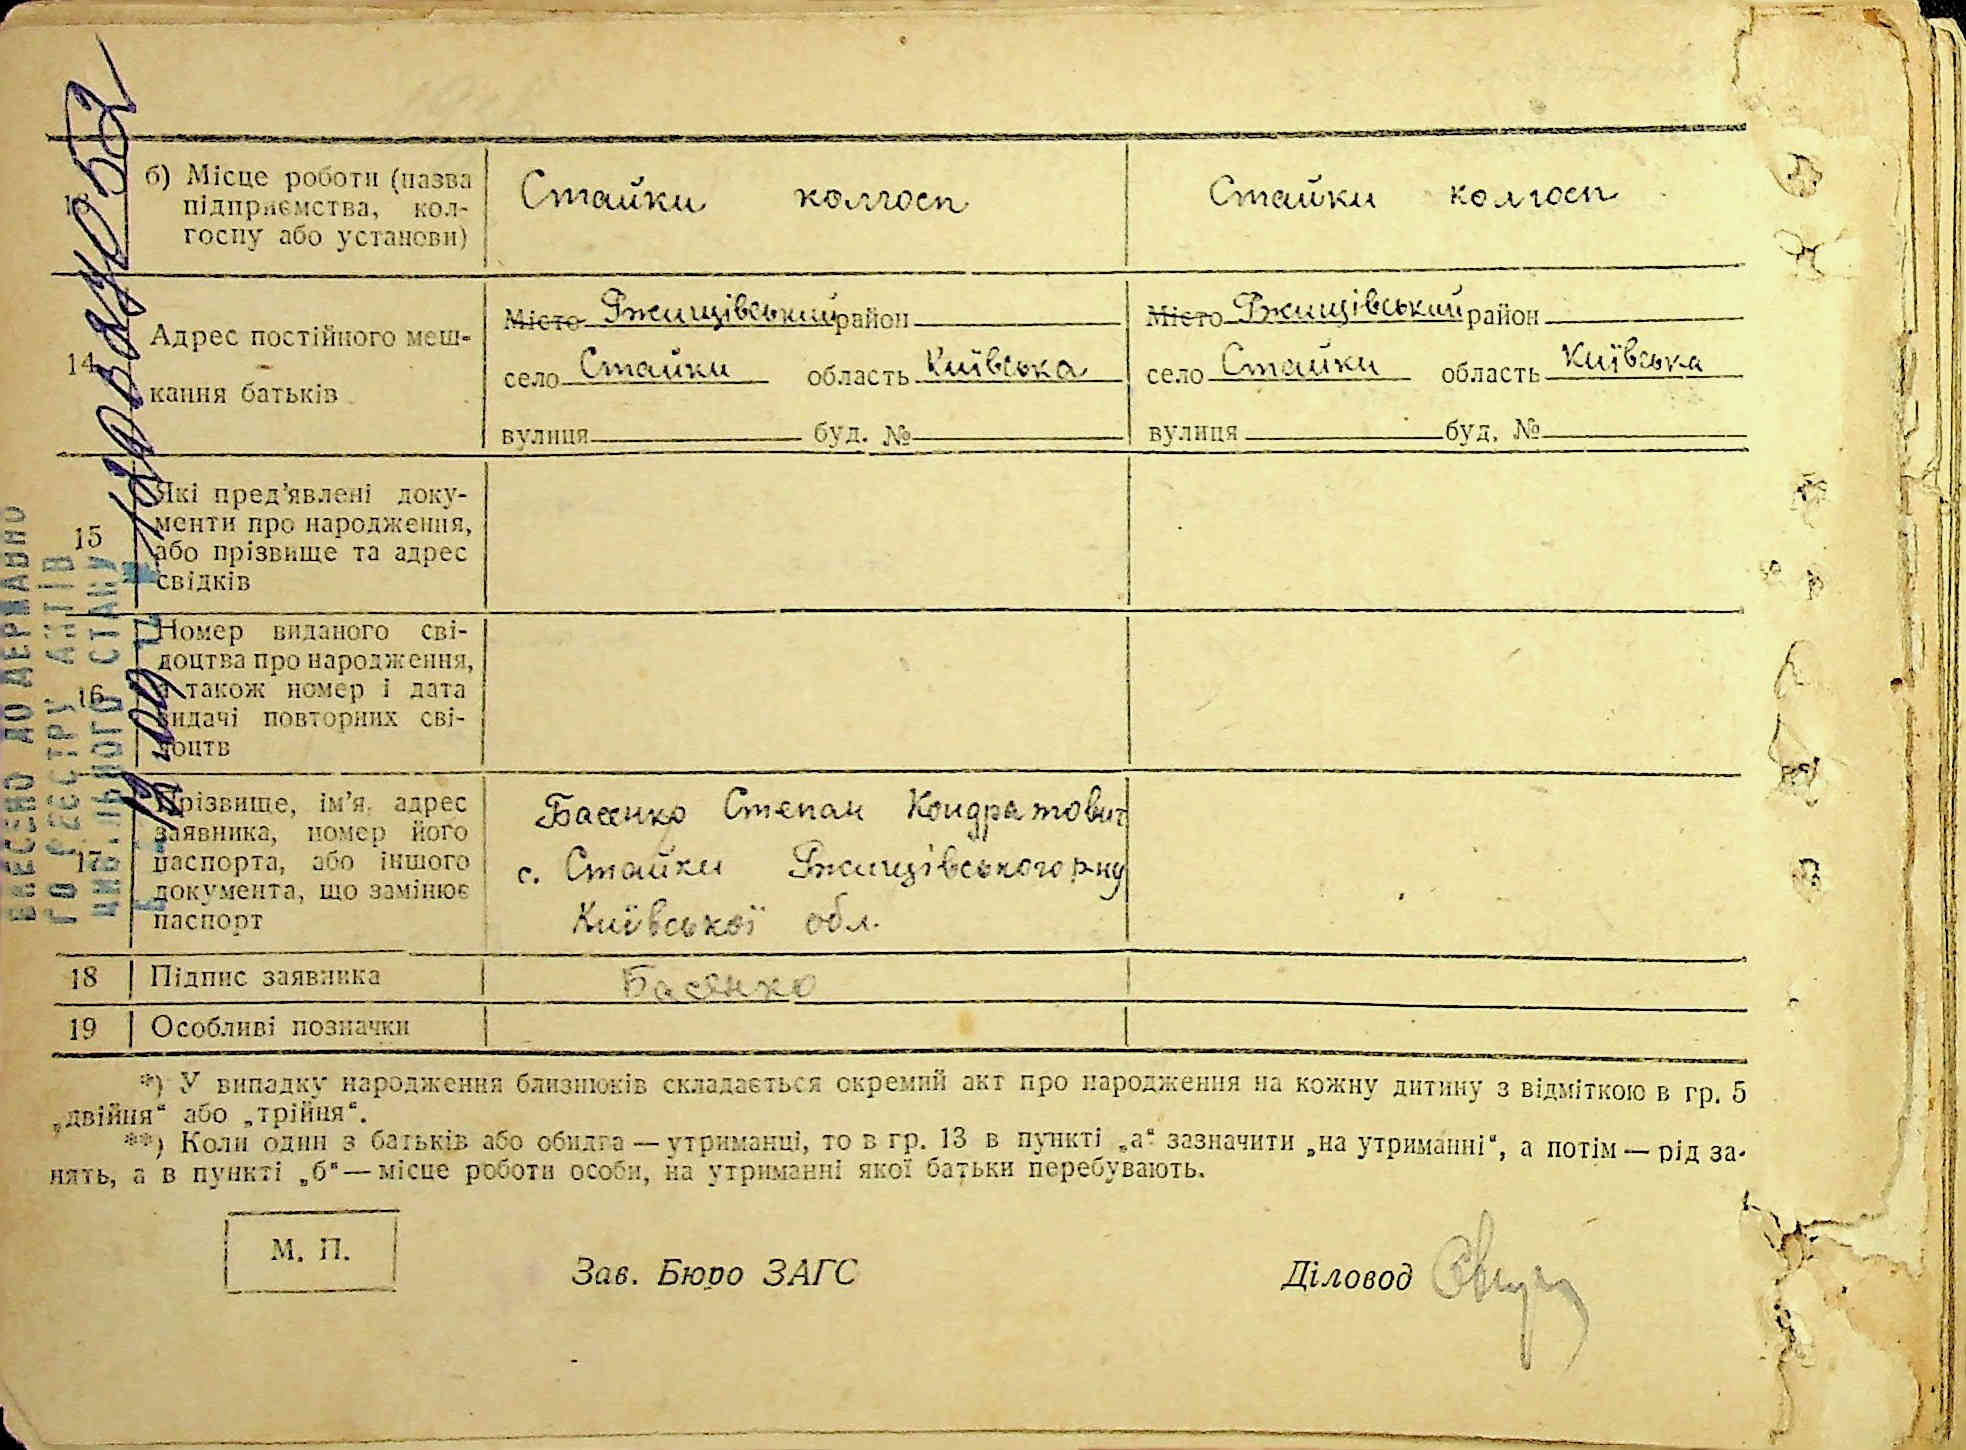 13 б) Місце роботи (назва підприємства, колгоспу або установи)
Стайки колгосп
Стайки колгосп
14 Адрес постійного мешкання батьків
Місто Ржищівський район
село Стайки область Київська
вулиця буд. №
Місто Ржищівський район
село Стайки область Київська
вулиця буд. №
15 Які пред'явлені документи про народження, або прізвище та адрес свідків
16 Номер виданого свідоцтва про народження, а також номер і дата видачі повторних свідоцтв
17 Прізвище, ім'я, адрес заявника, номер його паспорта, або іншого документа, що замінює паспорт
Басенко Степан Кондратович
с. Стайки Ржищівського р-ну
Київської обл.
18 Підпис заявника
Басенко
19 Особливі позначки
*) У випадку народження близнюків складається окремий акт про народження на кожну дитину з відміткою в гр. 5
„двійня“ або „трійня“.
**) Коли один з батьків або обидва — утриманці, то в гр. 13 в пункті „а“ зазначити „на утриманні“, а потім — рід за-
нять, а в пункті „б“ — місце роботи особи, на утриманні якої батьки перебувають.
М. П.
Зав. Бюро ЗАГС
Діловод
ВНЕСЕНО ДО ДЕРЖАВНО
ГО РЕЄСТРУ АКТІВ
ЦИВІЛЬНОГО СТАНУ